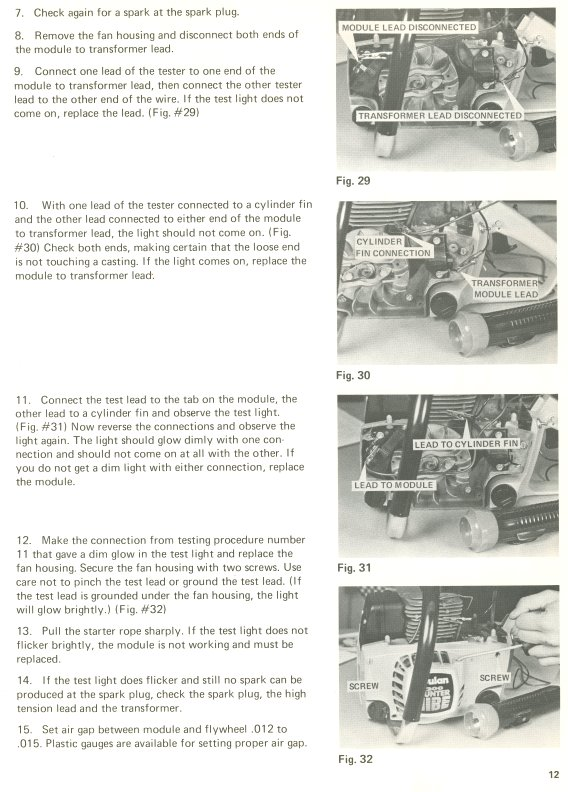 7. Check again for a spark at the spark plug.
8. Remove the fan housing and disconnect both ends of
the module to transformer lead.
9. Connect one lead of the tester to one end of the
module to transformer lead, then connect the other tester
lead to the other end of the wire. If the test light does not
come on, replace the lead. (Fig. #29)
MODULE LEAD DISCONNECTED
TRANSFORMER LEAD DISCONNECTED
Fig. 29
10. With one lead of the tester connected to a cylinder fin
and the other lead connected to either end of the module
to transformer lead, the light should not come on. (Fig.
#30) Check both ends, making certain that the loose end
is not touching a casting. If the light comes on, replace the
module to transformer lead.
CYLINDER
FIN CONNECTION
TRANSFORMER
MODULE LEAD
Fig. 30
11. Connect the test lead to the tab on the module, the
other lead to a cylinder fin and observe the test light.
(Fig. #31) Now reverse the connections and observe the
light again. The light should glow dimly with one con-
nection and should not come on at all with the other. If
you do not get a dim light with either connection, replace
the module.
LEAD TO CYLINDER FIN
LEAD TO MODULE
Fig. 31
12. Make the connection from testing procedure number
11 that gave a dim glow in the test light and replace the
fan housing. Secure the fan housing with two screws. Use
care not to pinch the test lead or ground the test lead. (If
the test lead is grounded under the fan housing, the light
will glow brightly.) (Fig. #32)
13. Pull the starter rope sharply. If the test light does not
flicker brightly, the module is not working and must be
replaced.
14. If the test light does flicker and still no spark can be
produced at the spark plug, check the spark plug, the high
tension lead and the transformer.
15. Set air gap between module and flywheel .012 to
.015. Plastic gauges are available for setting proper air gap.
SCREW
SCREW
Fig. 32
12